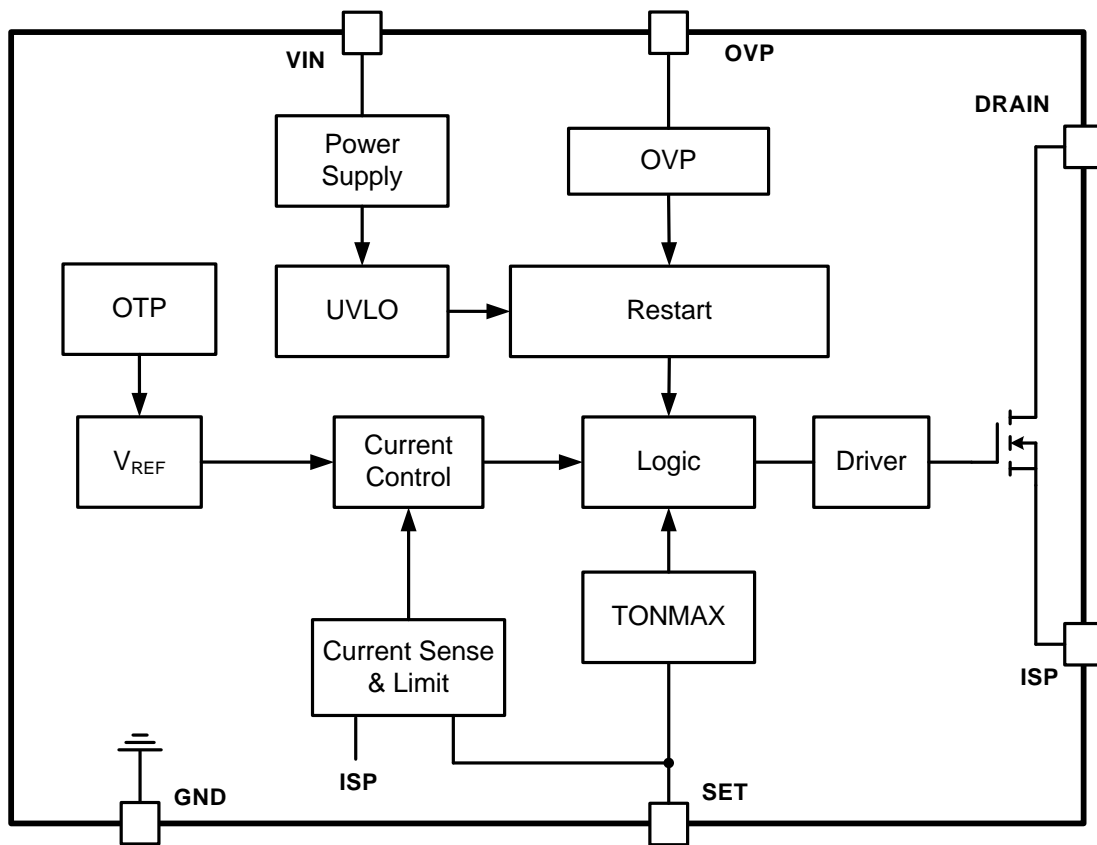 VIN
OVP
DRAIN
Power
Supply
OVP
OTP
UVLO
Restart
VREF
Current
Control
Logic
Driver
TONMAX
Current Sense
& Limit
ISP
ISP
GND
SET